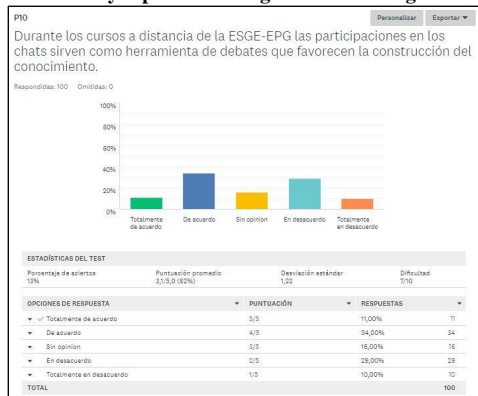 P10
Personalizar Exportar
Durante los cursos a distancia de la ESGE-EPG las participaciones en los
chats sirven como herramienta de debates que favorecen la construcción del
conocimiento.
Respondidas: 100 Omitidas: 0
100%
80%
60%
40%
20%
0%
Totalmente de acuerdo
De acuerdo
Sin opinion
En desacuerdo
Totalmente en desacuerdo
ESTADÍSTICAS DEL TEST
Porcentaje de aciertos Puntuación promedio Desviación estándar Dificultad
13% 3,1/5,0 (62%) 1,22 7/10
OPCIONES DE RESPUESTA PUNTUACIÓN RESPUESTAS
Totalmente de acuerdo 5/5 11,00% 11
De acuerdo 4/5 34,00% 34
Sin opinion 3/5 16,00% 16
En desacuerdo 2/5 29,00% 29
Totalmente en desacuerdo 1/5 10,00% 10
TOTAL 100